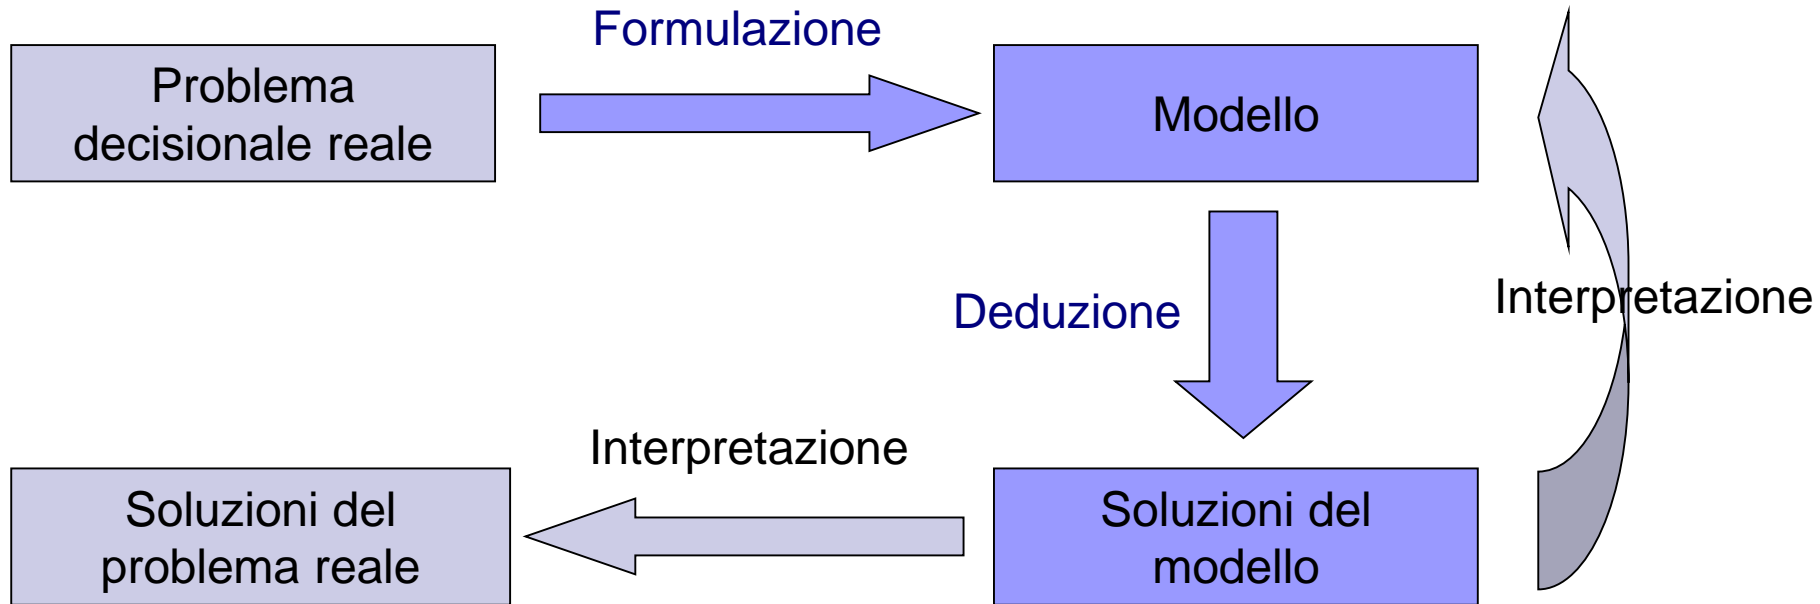 Formulazione
Problema
decisionale reale
Modello
Deduzione
Interpretazione
Interpretazione
Soluzioni del
problema reale
Soluzioni del
modello